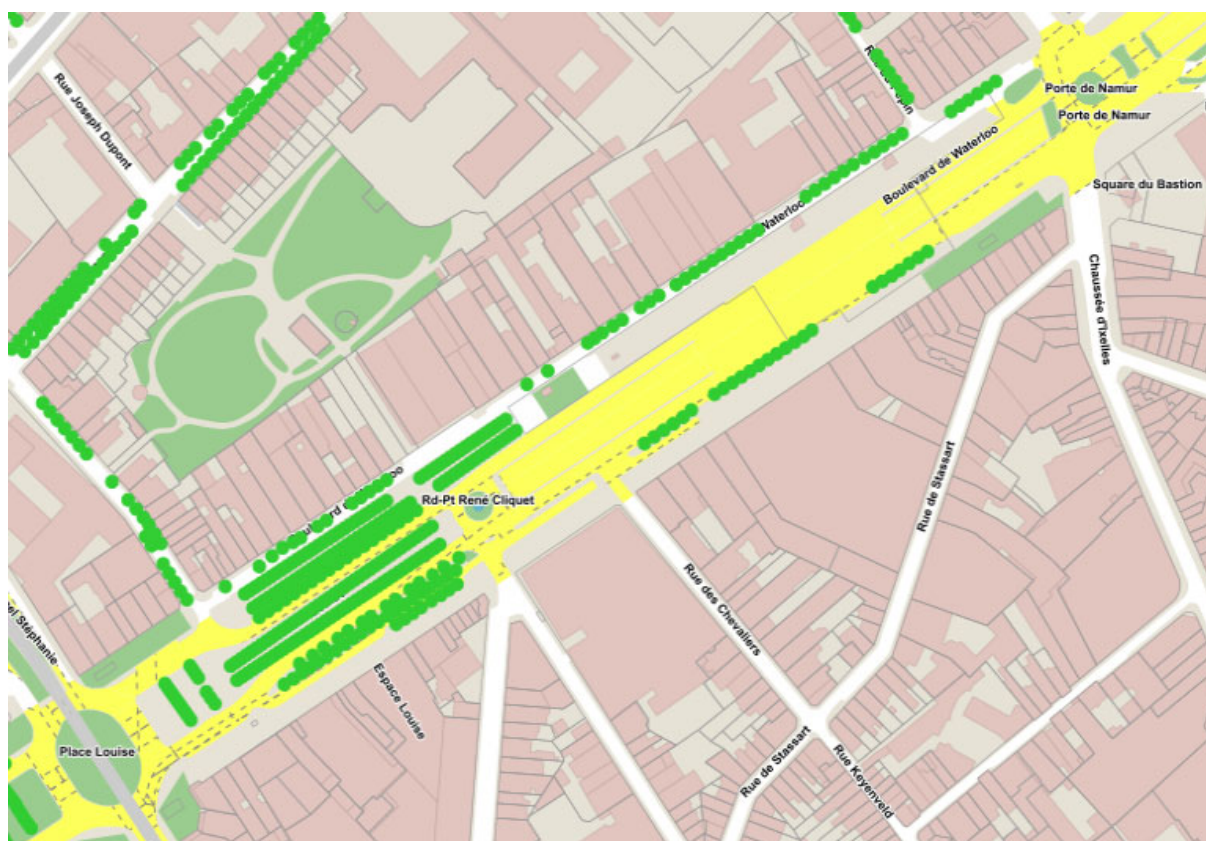 Rue Joseph Dupont
Porte de Namur
Porte de Namur
Boulevard de Waterloo
Square du Bastion
Waterloo
Chaussée d'Ixelles
Rue de Stassart
Rd-Pt René Cliquet
Rue des Chevaliers
Stéphanie
Espace Louise
Place Louise
Rue de Stassart
Rue Keyenveld